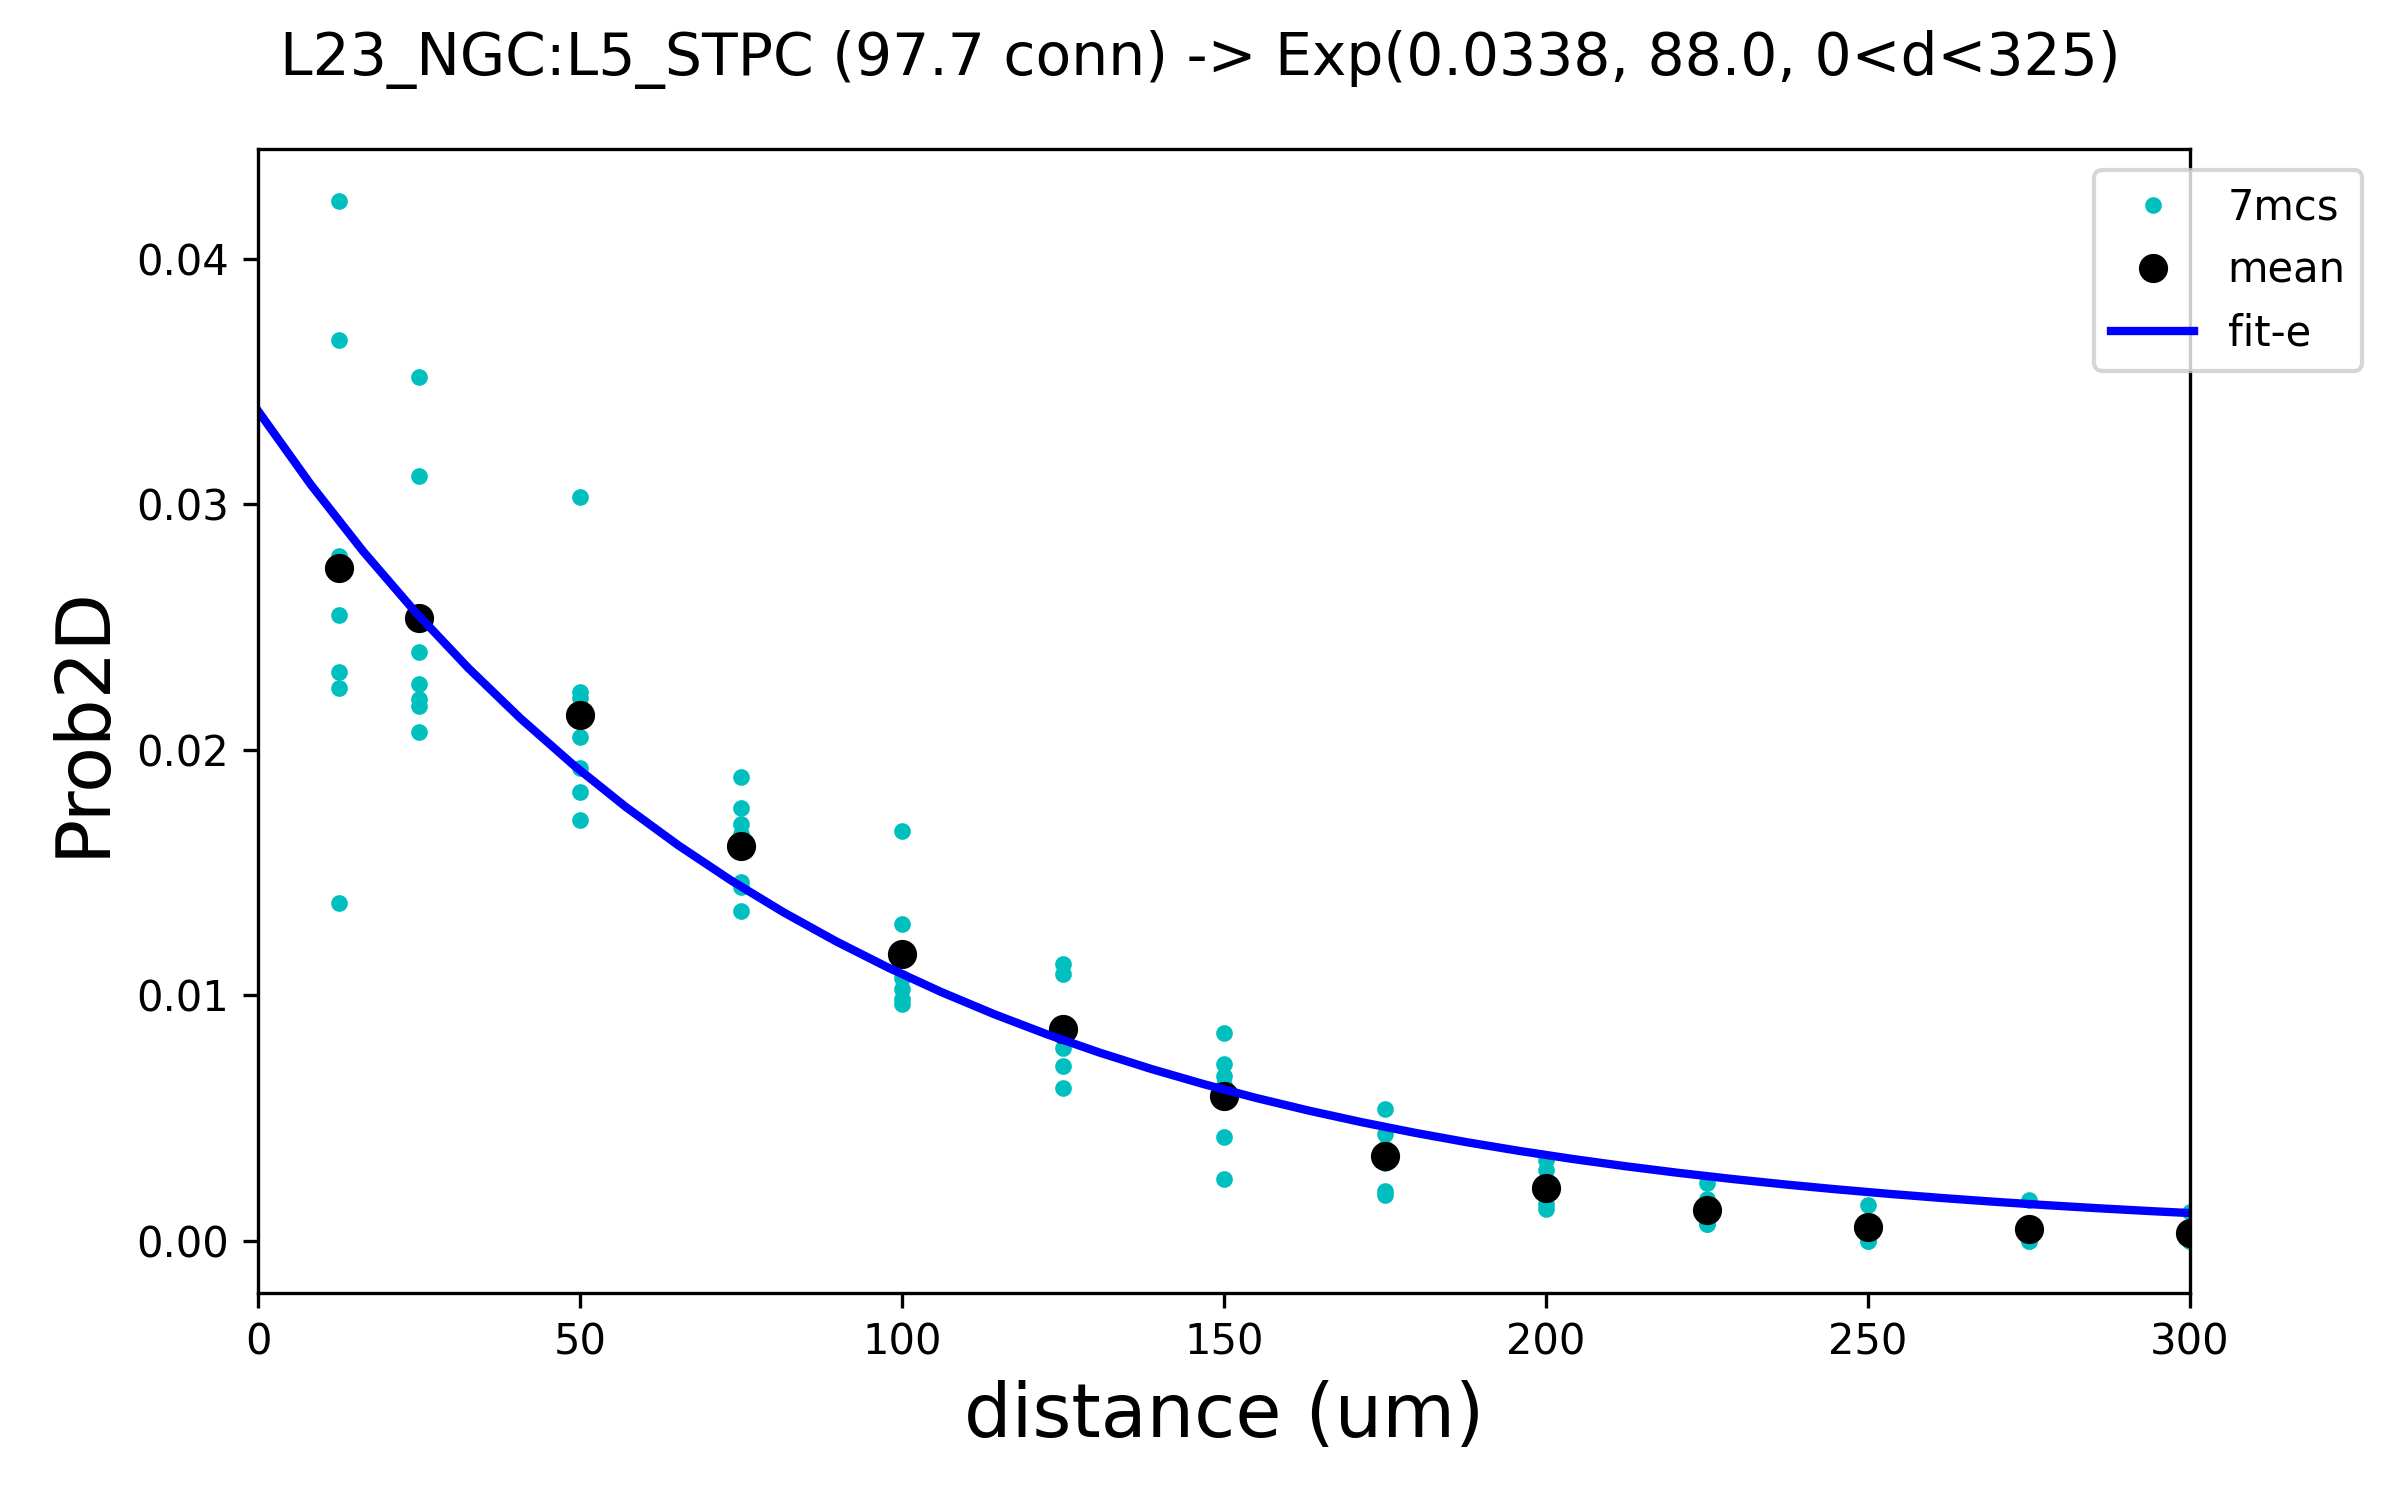 L23_NGC:L5_STPC (97.7 conn) -> Exp(0.0338, 88.0, 0<d<325)
7mcs
mean
fit-e
Prob2D
0.04
0.03
0.02
0.01
0.00
0 50 100 150 200 250 300
distance (um)